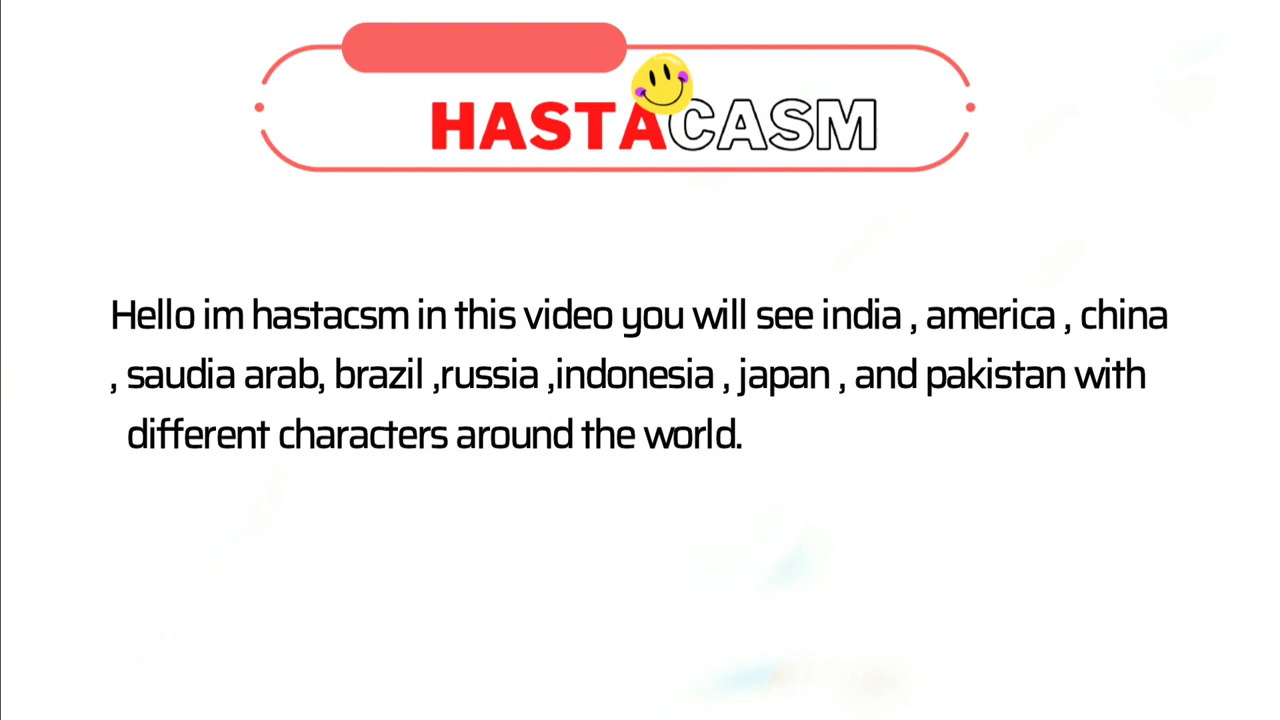 HASTACASM
Hello im hastacsm in this video you will see india , america , china
, saudia arab, brazil ,russia ,indonesia , japan , and pakistan with
different characters around the world.